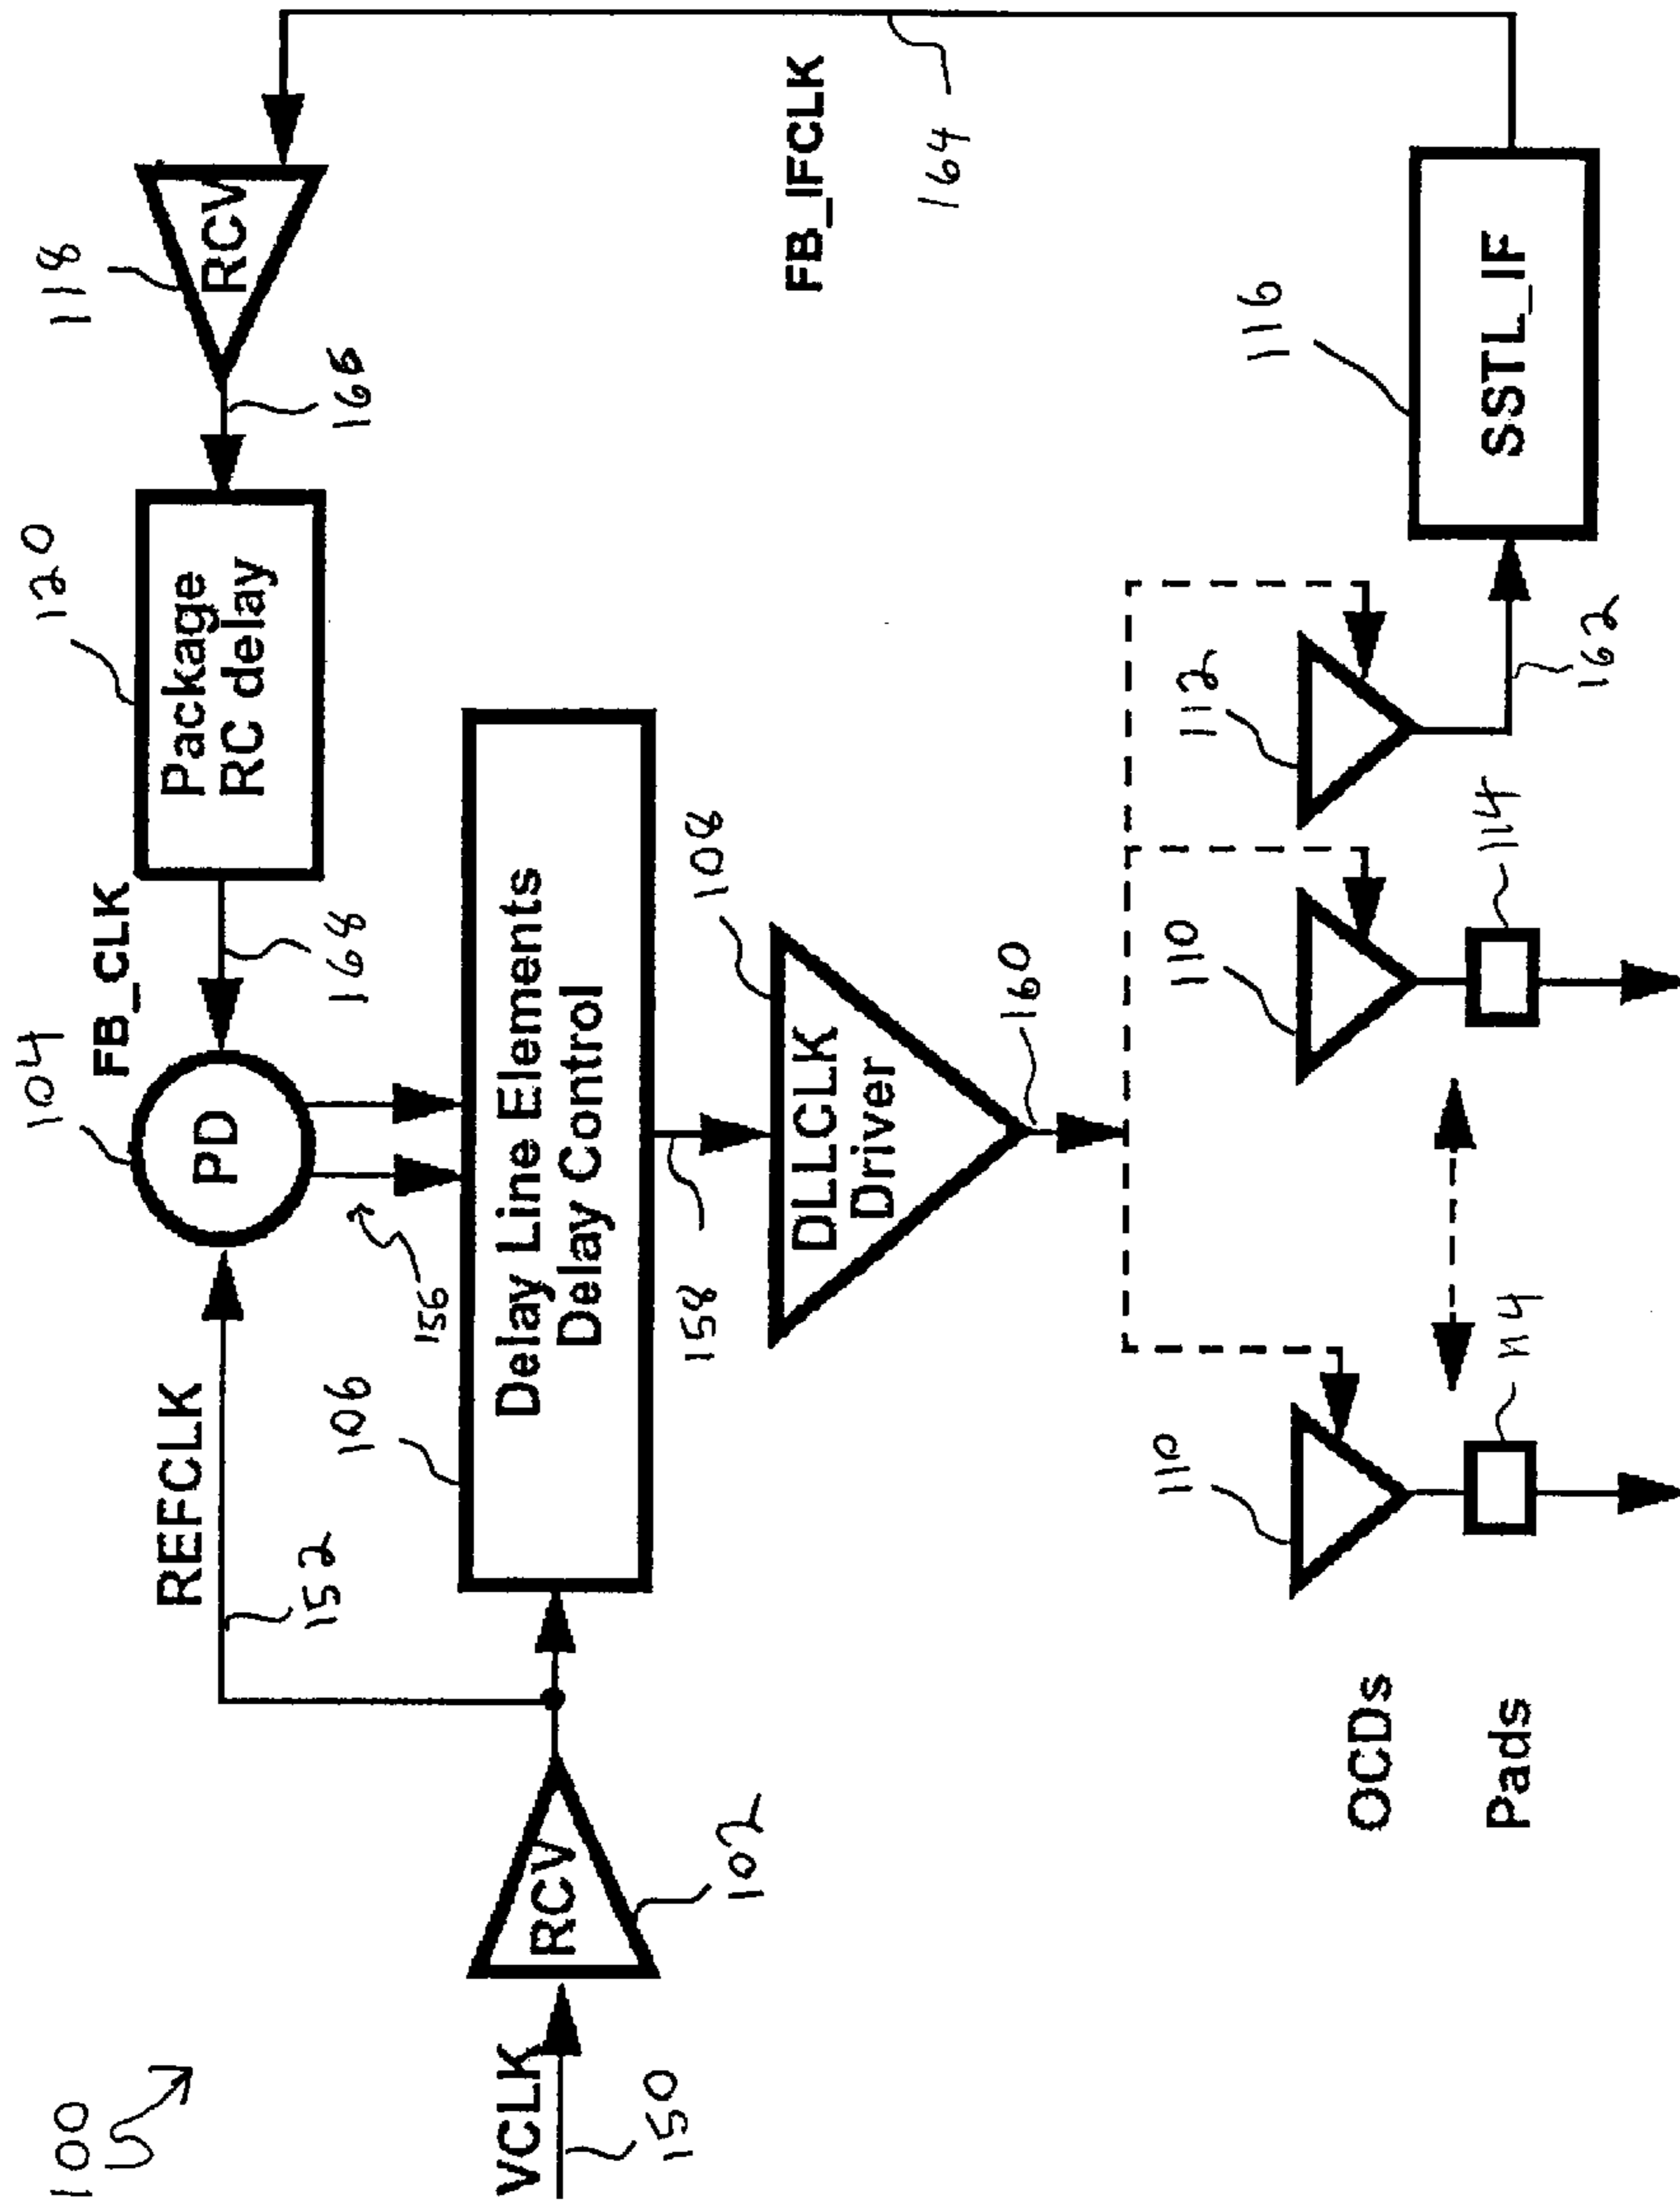 100
VCLK
150
RCV
102
REFCLK
152
PD
104
FB_CLK
168
Package
RC delay
120
166
RCV
118
156
106
Delay Line Elements
Delay Control
158
DLLCLK
Driver
108
160
FB_IFCLK
164
OCDs
110
110
112
116
SSTL_IF
162
Pads
114
114